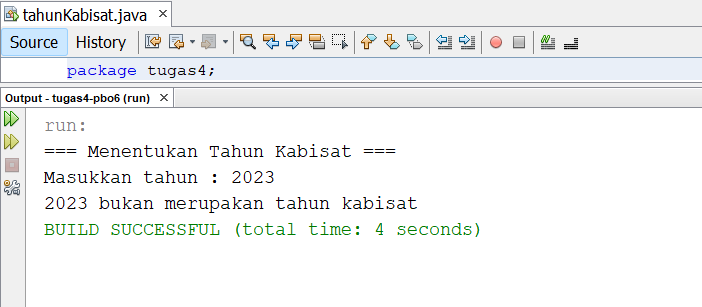 tahunKabisat.java ×
Source History
package tugas4;
Output - tugas4-pbo6 (run) ×
run:
=== Menentukan Tahun Kabisat ===
Masukkan tahun : 2023
2023 bukan merupakan tahun kabisat
BUILD SUCCESSFUL (total time: 4 seconds)